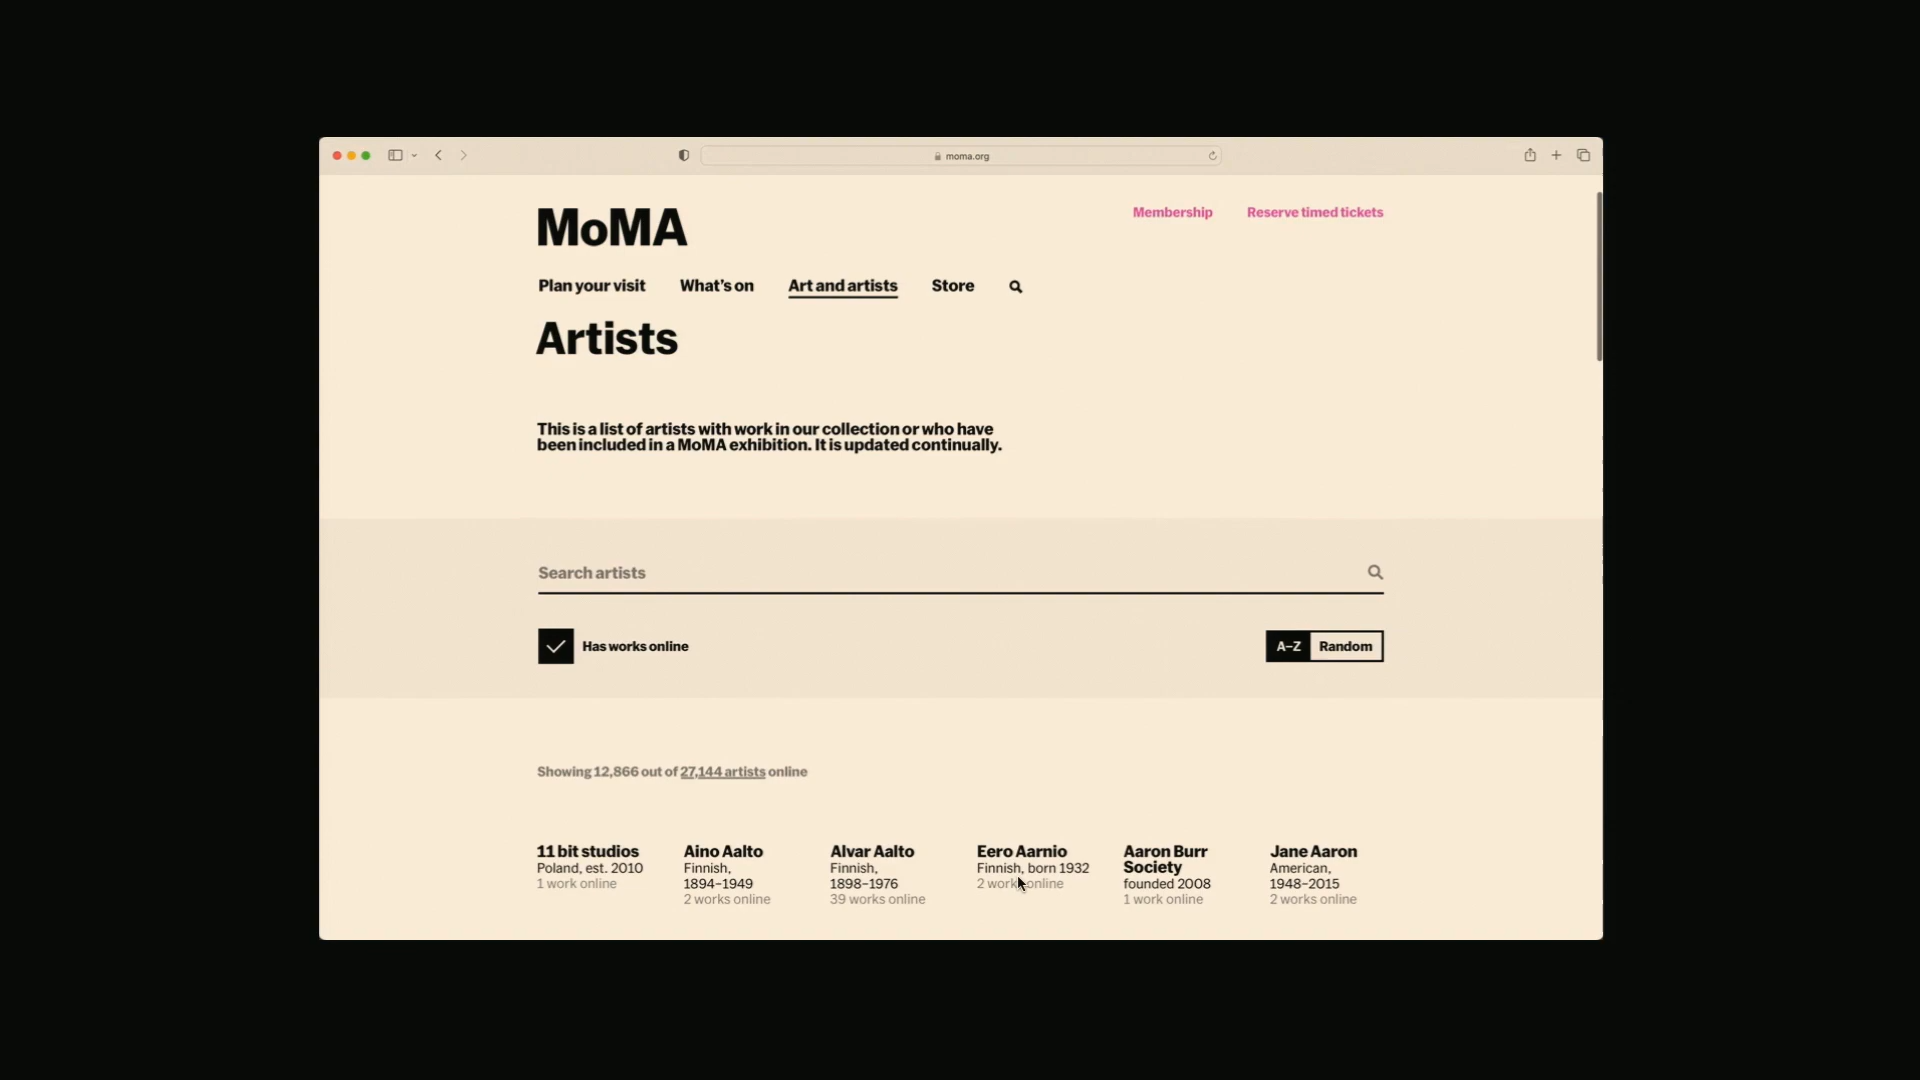 moma.org
MoMA
Membership
Reserve timed tickets
Plan your visit
What's on
Art and artists
Store
Artists
This is a list of artists with work in our collection or who have
been included in a MoMA exhibition. It is updated continually.
Search artists
Has works online
A–Z
Random
Showing 12,866 out of 27,144 artists online
11 bit studios
Poland, est. 2010
1 work online
Aino Aalto
Finnish,
1894–1949
2 works online
Alvar Aalto
Finnish,
1898–1976
39 works online
Eero Aarnio
Finnish, born 1932
2 works online
Aaron Burr
Society
founded 2008
1 work online
Jane Aaron
American,
1948–2015
2 works online